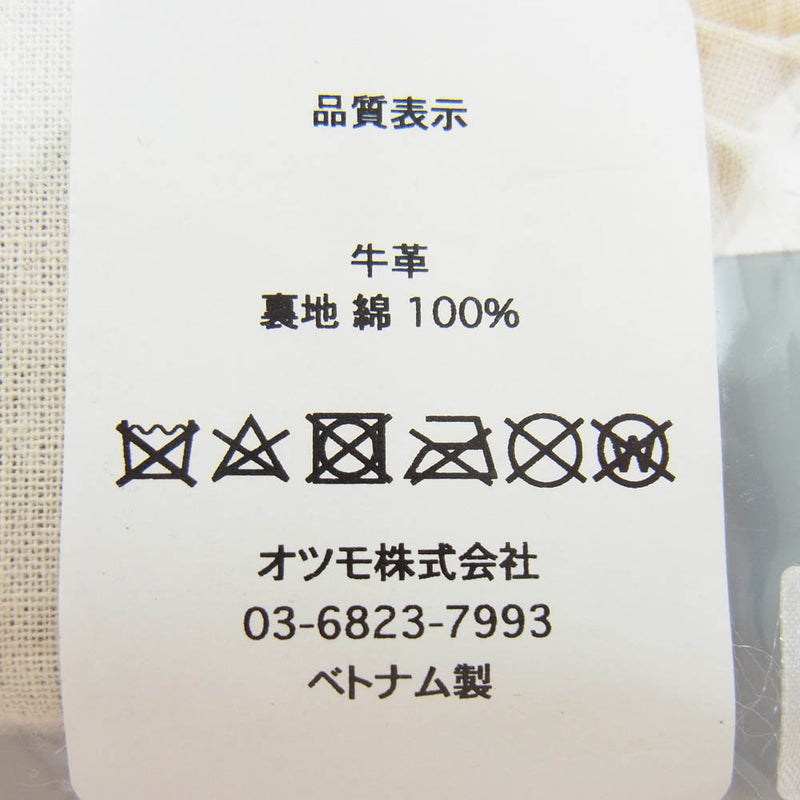 品質表示
牛革
裏地 綿 100%
W
オツモ株式会社
03-6823-7993
ベトナム製